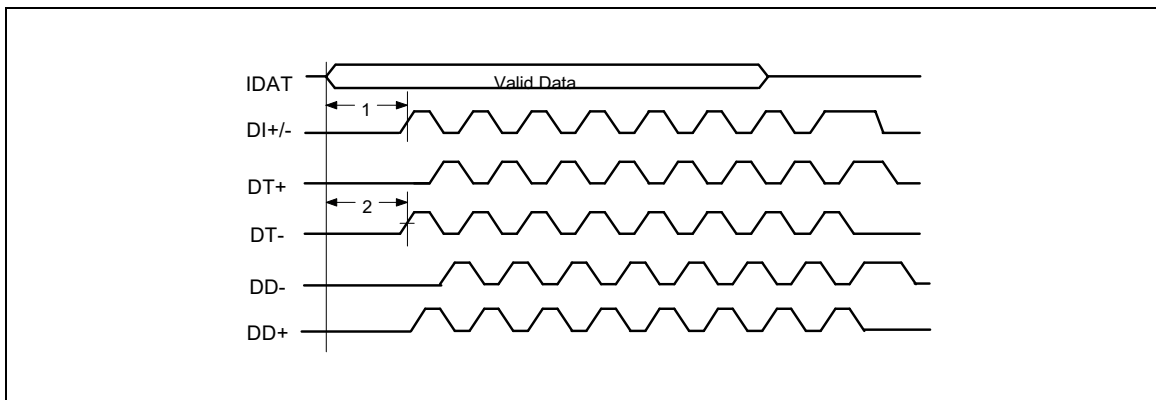 IDAT
Valid Data
1
DI+/-
DT+
2
DT-
DD-
DD+